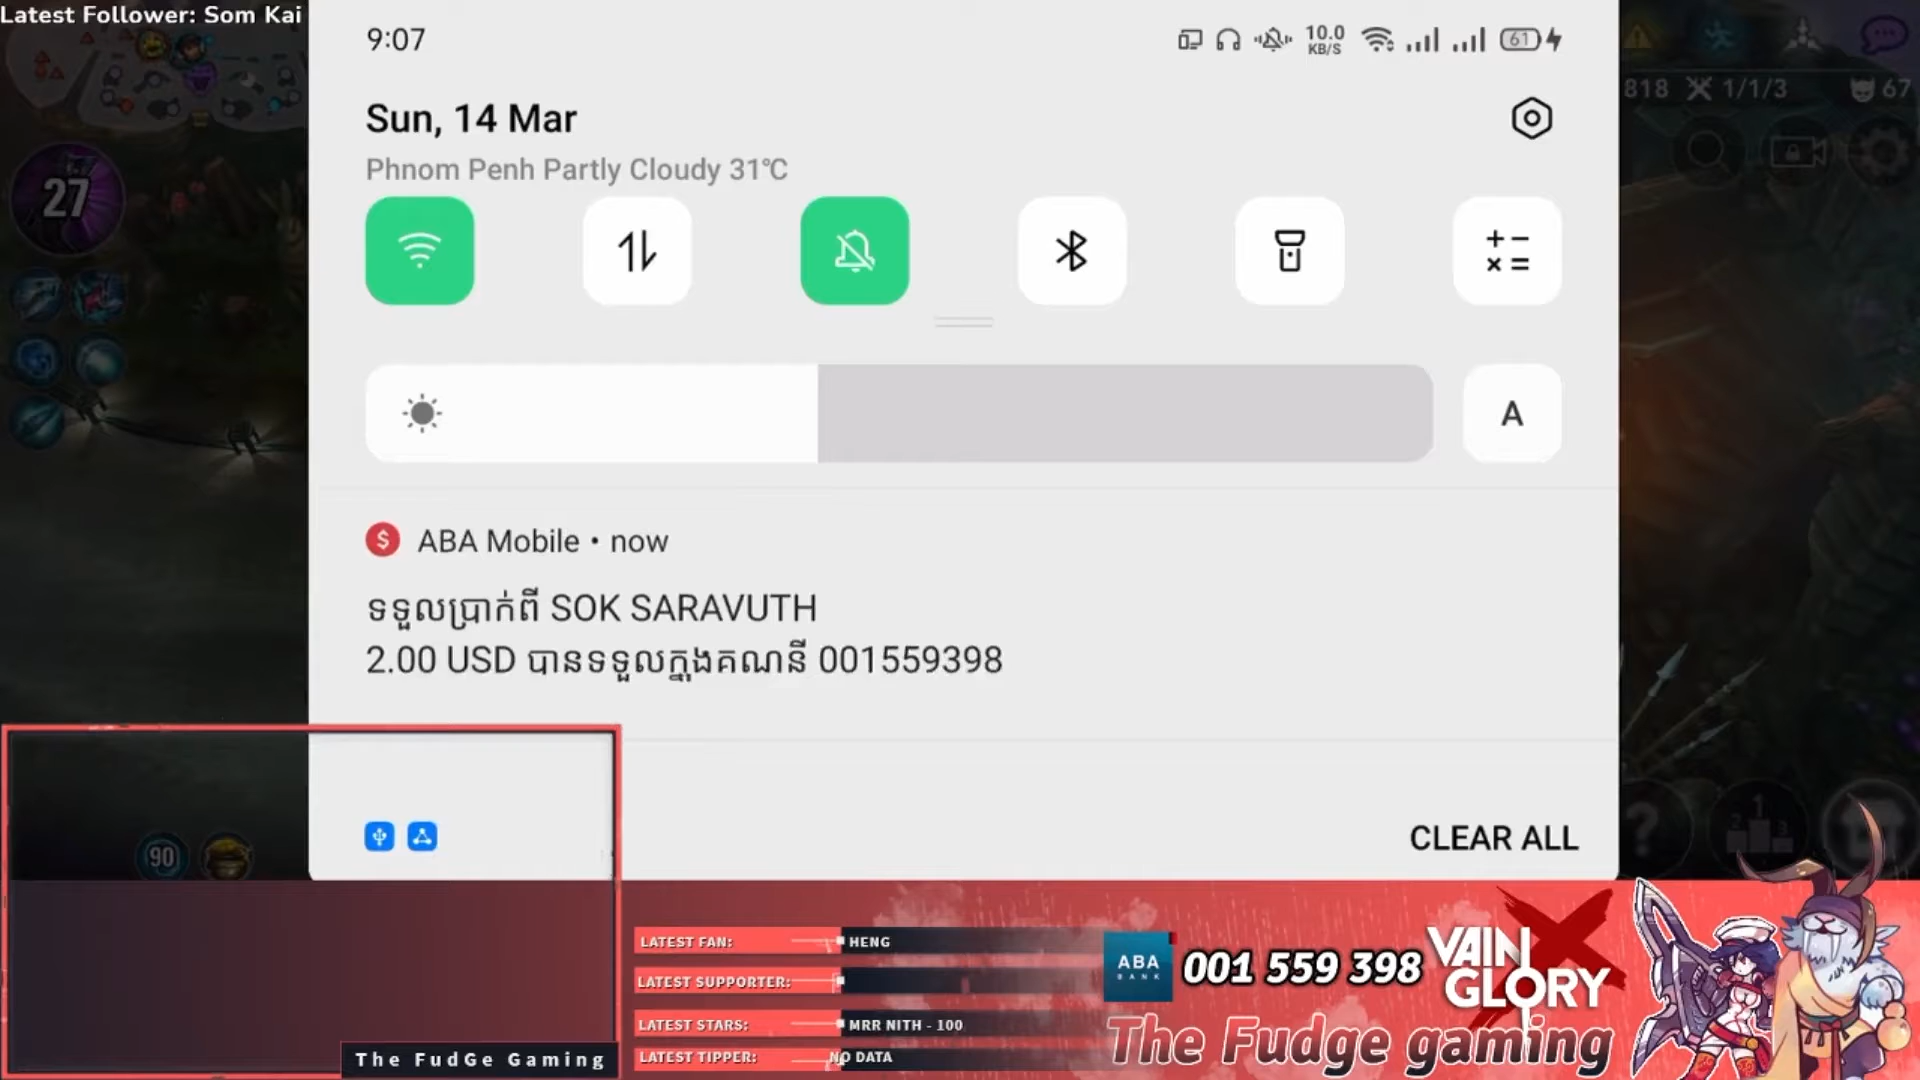 Latest Follower: Som Kai
9:07
10.0
KB/S
61
Sun, 14 Mar
Phnom Penh Partly Cloudy 31°C
818
1/1/3
67
27
A
ABA Mobile • now
ទទួលប្រាក់ពី SOK SARAVUTH
2.00 USD បានទទួលក្នុងគណនី 001559398
90
CLEAR ALL
LATEST FAN: HENG
LATEST SUPPORTER:
LATEST STARS: MRR NITH - 100
LATEST TIPPER: NO DATA
The FudGe Gaming
ABA
BANK
001 559 398
VAIN
GLORY
The Fudge gaming